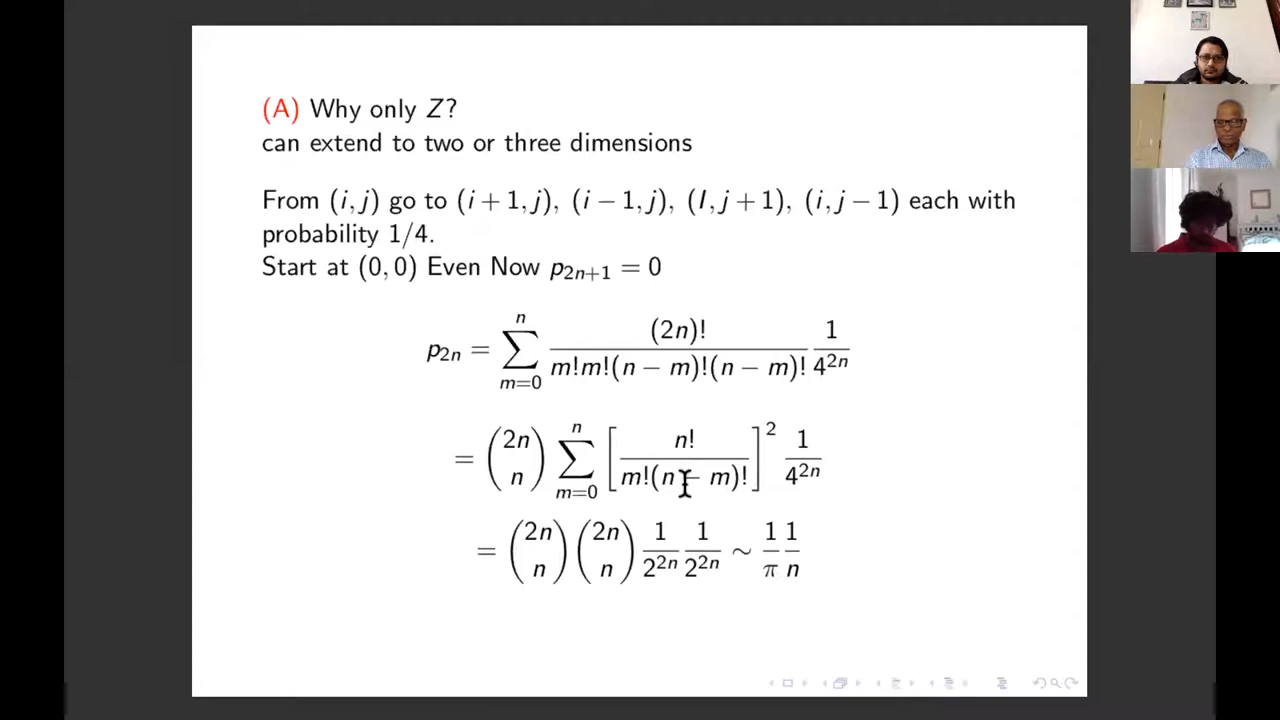 (A) Why only Z?
can extend to two or three dimensions
From (i, j) go to (i + 1, j), (i − 1, j), (I, j + 1), (i, j − 1) each with
probability 1/4.
Start at (0, 0) Even Now p_{2n+1} = 0
p_{2n} = \sum_{m=0}^{n} \frac{(2n)!}{m!m!(n − m)!(n − m)!} \frac{1}{4^{2n}}
= \binom{2n}{n} \sum_{m=0}^{n} \left[ \frac{n!}{m!(n − m)!} \right]^2 \frac{1}{4^{2n}}
= \binom{2n}{n} \binom{2n}{n} \frac{1}{2^{2n}} \frac{1}{2^{2n}} ∼ \frac{1}{π} \frac{1}{n}